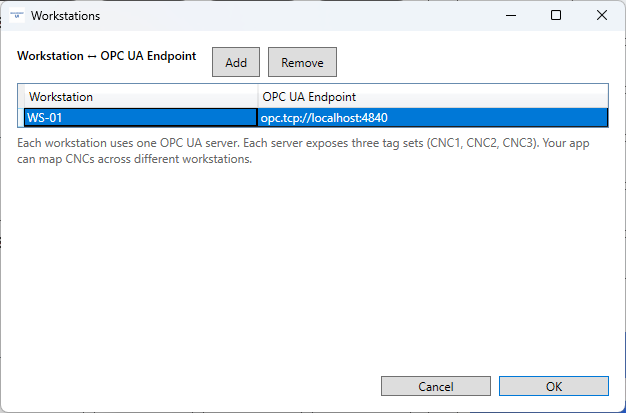 Workstations
Workstation ↔ OPC UA Endpoint
Add
Remove
Workstation
OPC UA Endpoint
WS-01
opc.tcp://localhost:4840
Each workstation uses one OPC UA server. Each server exposes three tag sets (CNC1, CNC2, CNC3). Your app
can map CNCs across different workstations.
Cancel
OK